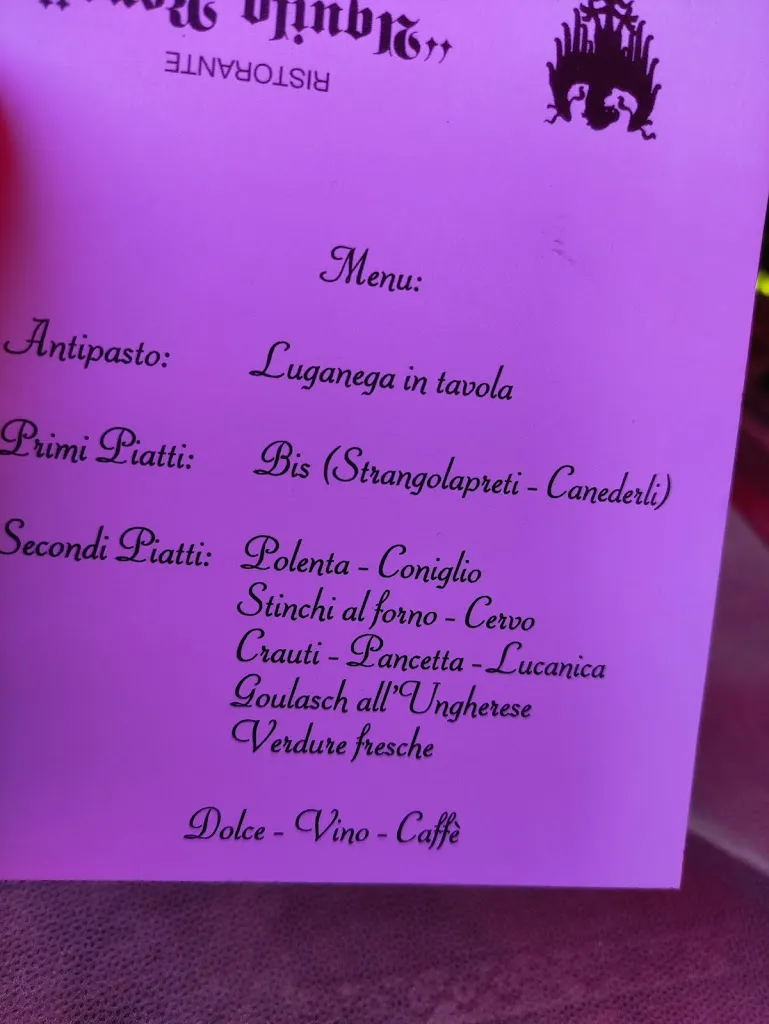 RISTORANTE
"Aquila
Menu:
Antipasto: Luganega in tavola
Primi Piatti: Bis (Strangolapreti - Canederli)
Secondi Piatti: Polenta - Coniglio
Stinchi al forno - Cervo
Crauti - Pancetta - Lucanica
Goulasch all'Ungherese
Verdure fresche
Dolce - Vino - Caffè